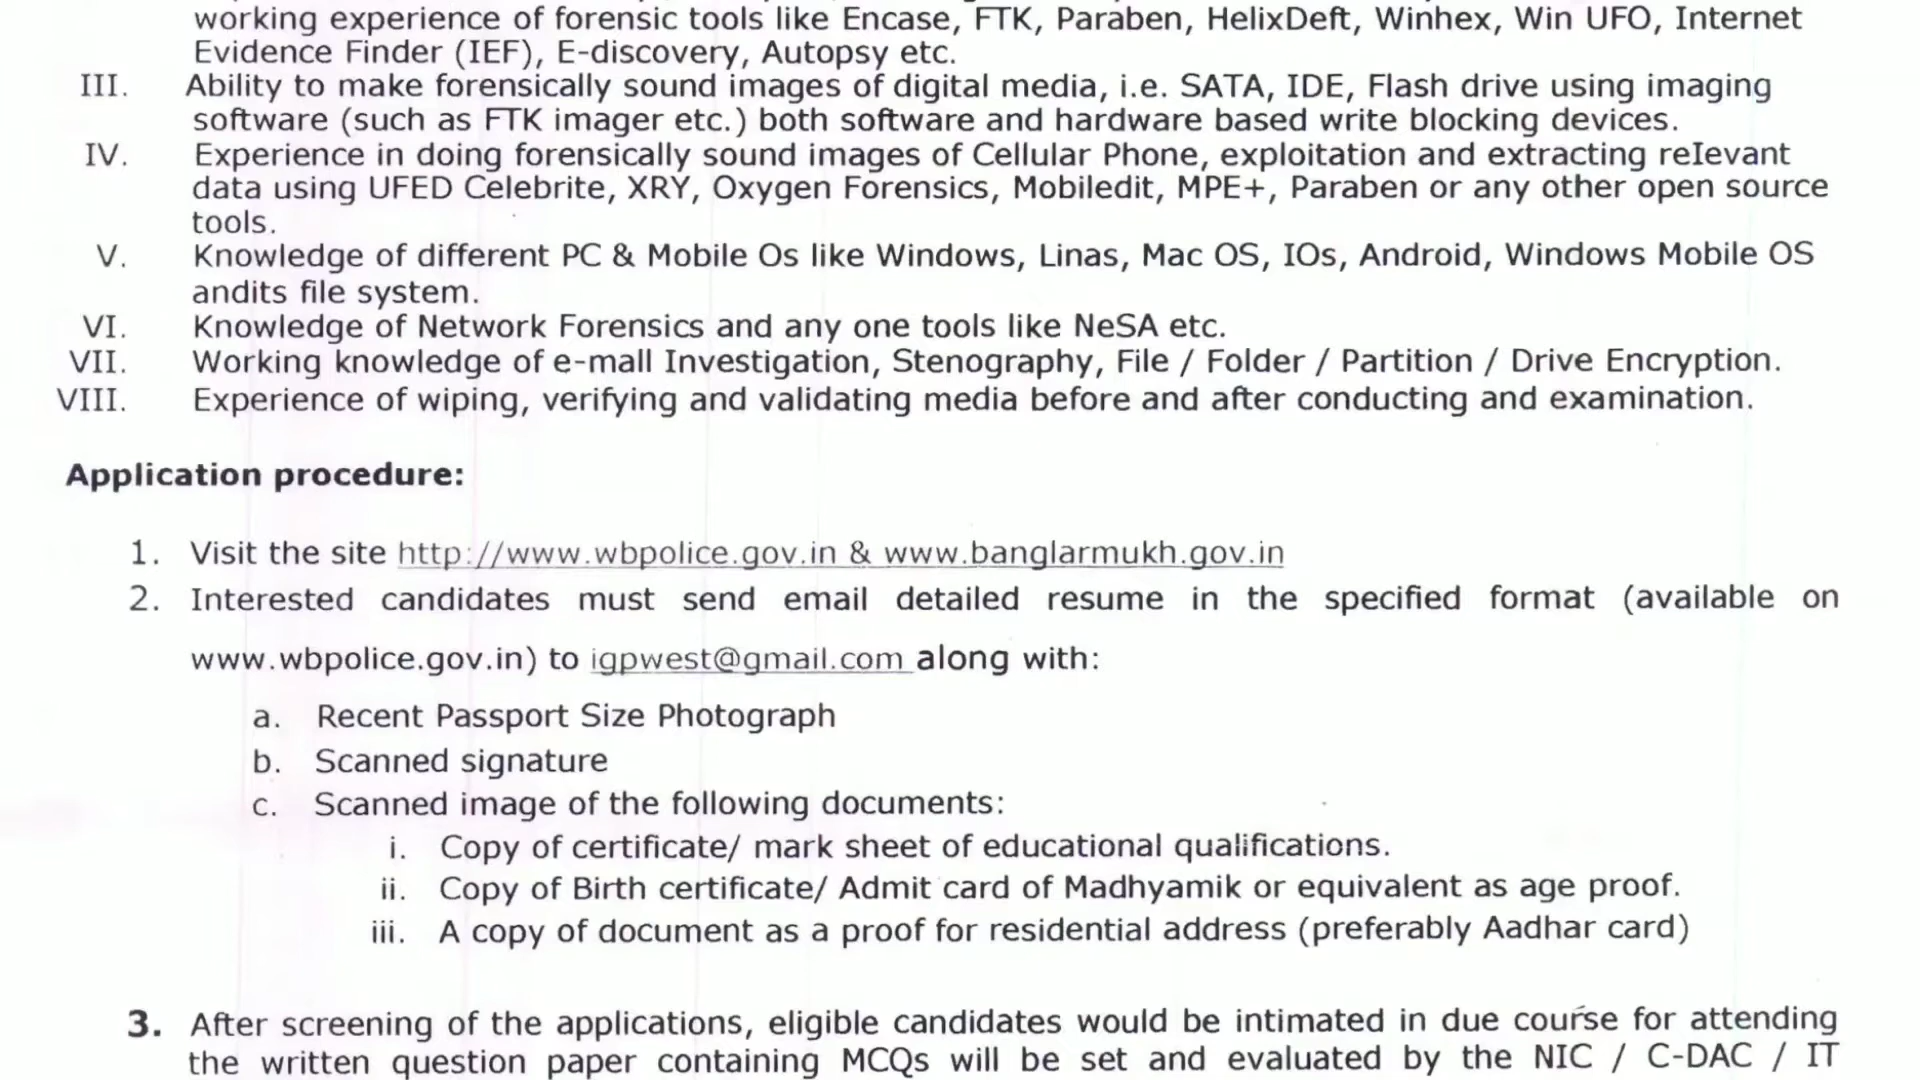 working experience of forensic tools like Encase, FTK, Paraben, HelixDeft, Winhex, Win UFO, Internet
Evidence Finder (IEF), E-discovery, Autopsy etc.
III. Ability to make forensically sound images of digital media, i.e. SATA, IDE, Flash drive using imaging
software (such as FTK imager etc.) both software and hardware based write blocking devices.
IV. Experience in doing forensically sound images of Cellular Phone, exploitation and extracting reIevant
data using UFED Celebrite, XRY, Oxygen Forensics, Mobiledit, MPE+, Paraben or any other open source
tools.
V. Knowledge of different PC & Mobile Os like Windows, Linas, Mac OS, IOs, Android, Windows Mobile OS
andits file system.
VI. Knowledge of Network Forensics and any one tools like NeSA etc.
VII. Working knowledge of e-mall Investigation, Stenography, File / Folder / Partition / Drive Encryption.
VIII. Experience of wiping, verifying and validating media before and after conducting and examination.
Application procedure:
1. Visit the site http://www.wbpolice.gov.in & www.banglarmukh.gov.in
2. Interested candidates must send email detailed resume in the specified format (available on
www.wbpolice.gov.in) to igpwest@gmail.com along with:
a. Recent Passport Size Photograph
b. Scanned signature
c. Scanned image of the following documents:
i. Copy of certificate/ mark sheet of educational qualifications.
ii. Copy of Birth certificate/ Admit card of Madhyamik or equivalent as age proof.
iii. A copy of document as a proof for residential address (preferably Aadhar card)
3. After screening of the applications, eligible candidates would be intimated in due course for attending
the written question paper containing MCQs will be set and evaluated by the NIC / C-DAC / IT